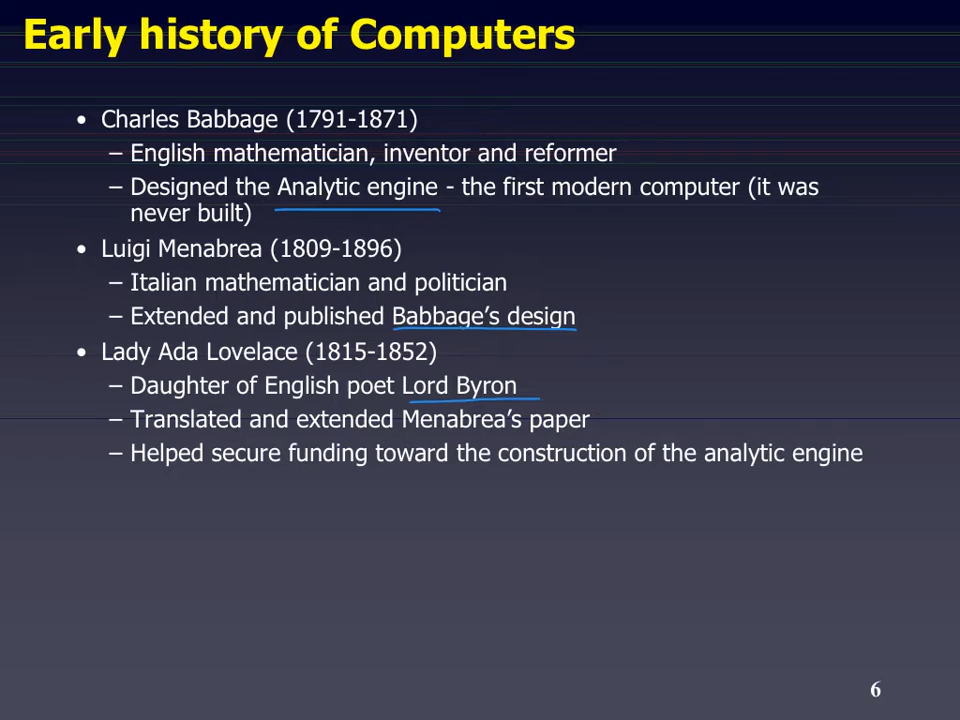 Early history of Computers
• Charles Babbage (1791-1871)
– English mathematician, inventor and reformer
– Designed the Analytic engine - the first modern computer (it was
never built)
• Luigi Menabrea (1809-1896)
– Italian mathematician and politician
– Extended and published Babbage’s design
• Lady Ada Lovelace (1815-1852)
– Daughter of English poet Lord Byron
– Translated and extended Menabrea’s paper
– Helped secure funding toward the construction of the analytic engine
6